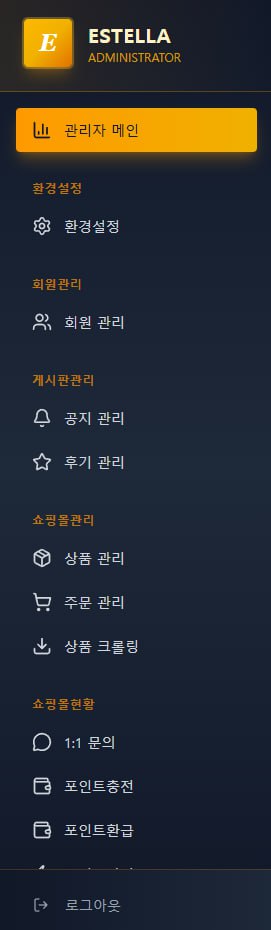 E
ESTELLA
ADMINISTRATOR
관리자 메인
환경설정
환경설정
회원관리
회원 관리
게시판관리
공지 관리
후기 관리
쇼핑몰관리
상품 관리
주문 관리
상품 크롤링
쇼핑몰현황
1:1 문의
포인트충전
포인트환급
로그아웃